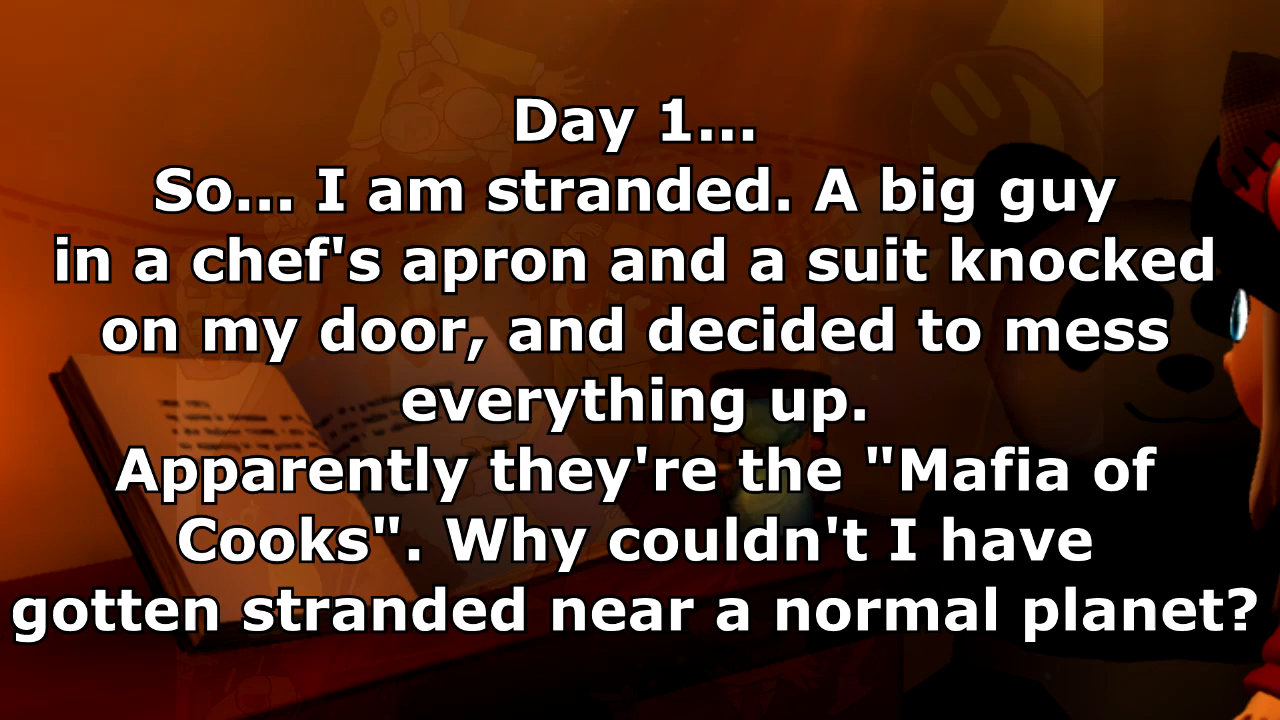 Day 1...
So... I am stranded. A big guy
in a chef's apron and a suit knocked
on my door, and decided to mess
everything up.
Apparently they're the "Mafia of
Cooks". Why couldn't I have
gotten stranded near a normal planet?